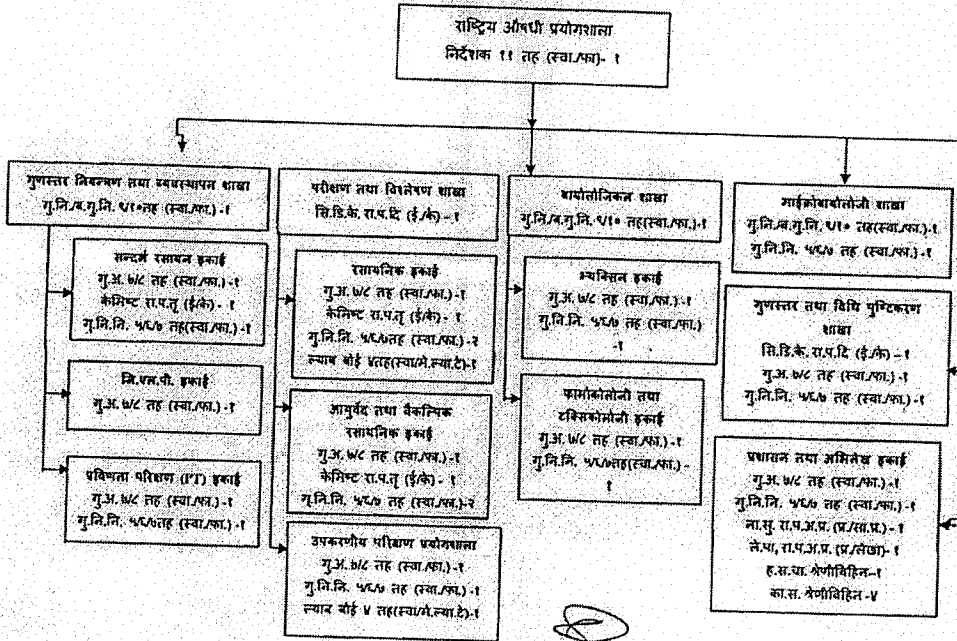 राष्ट्रिय औषधी प्रयोगशाला
निर्देशक ११ तह (स्वा./फा)- १
गुणस्तर नियन्त्रण तथा व्यवस्थापन शाखा
गु.नि./ब.गु.नि. ९/१० तह (स्वा./फा.) -१
सन्दर्भ रसायन इकाई
गु.अ. ७/८ तह (स्वा./फा.) -१
केमिष्ट रा.प.तृ (ई/के) - १
गु.नि.नि. ५/६/७ तह(स्वा./फा.) -१
जि.एल.पी. इकाई
गु.अ. ७/८ तह (स्वा./फा.) -१
प्रविणता परिक्षण (PT) इकाई
गु.अ. ७/८ तह (स्वा./फा.) -१
गु.नि.नि. ५/६/७तह (स्वा./फा.) -१
परीक्षण तथा विश्लेषण शाखा
सि.डि.के. रा.प.दि (ई/के) – १
रसायनिक इकाई
गु.अ. ७/८ तह (स्वा./फा.) -१
केमिष्ट रा.प.तृ (ई/के) - १
गु.नि.नि. ५/६/७तह (स्वा./फा.) -२
ल्याब बोई ४तह(स्वा/मे.ल्या.टे)-१
आयुर्वेद तथा वैकल्पिक
रसायनिक इकाई
गु.अ. ७/८ तह (स्वा./फा.) -१
केमिष्ट रा.प.तृ (ई/के) - १
गु.नि.नि. ५/६/७ तह (स्वा./फा.)-२
उपकरणीय परिक्षण प्रयोगशाला
गु.अ. ७/८ तह (स्वा./फा.) -१
गु.नि.नि. ५/६/७ तह (स्वा./फा.) -१
ल्याब बोई ४ तह(स्वा/मे.ल्या.टे)-१
बायोलोजिकल शाखा
गु.नि./ब.गु.नि. ९/१० तह(स्वा./फा.)-१
भ्याक्सिन इकाई
गु.अ. ७/८ तह (स्वा./फा.) -१
गु.नि.नि. ५/६/७ तह (स्वा./फा.)
-१
फार्माकोलोजी तथा
टक्सिकोलोजी इकाई
गु.अ. ७/८ तह (स्वा./फा.) -१
गु.नि.नि. ५/६/७तह(स्वा./फा.) -
१
माईक्रोबायोलोजी शाखा
गु.नि./ब.गु.नि. ९/१० तह(स्वा./फा.)-१
गु.नि.नि. ५/६/७ तह (स्वा./फा.) -१
गुणस्तर तथा विधि पुष्टिकरण
शाखा
सि.डि.के. रा.प.दि (ई/के) – १
गु.अ. ७/८ तह (स्वा./फा.) -१
गु.नि.नि. ५/६/७ तह (स्वा./फा.) -१
प्रशासन तथा अभिलेख इकाई
गु.अ. ७/८ तह (स्वा./फा.) -१
गु.नि.नि. ५/६/७ तह (स्वा./फा.) -१
ना.सु. रा.प.अ.प्र. (प्र./सा.प्र.) -१
ले.पा. रा.प.अ.प्र. (प्र./लेखा)- १
ह.स.चा. श्रेणीविहिन–१
का.स. श्रेणीविहिन -४